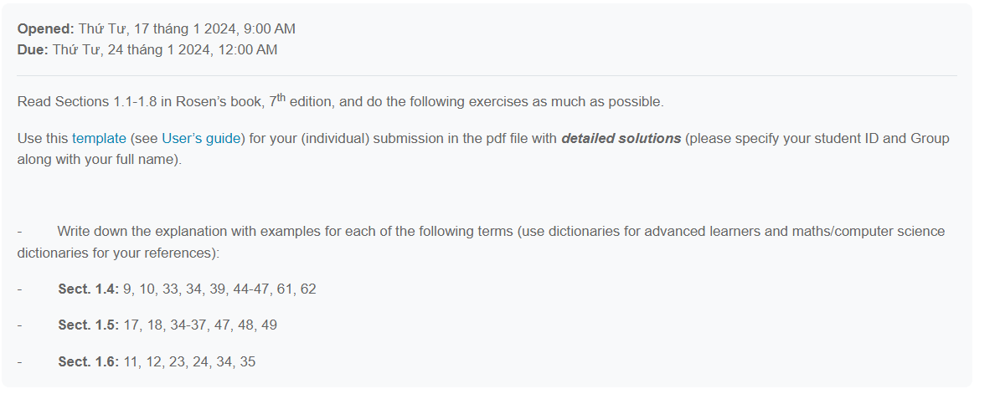 Opened: Thứ Tư, 17 tháng 1 2024, 9:00 AM
Due: Thứ Tư, 24 tháng 1 2024, 12:00 AM
Read Sections 1.1-1.8 in Rosen's book, 7th edition, and do the following exercises as much as possible.
Use this template (see User's guide) for your (individual) submission in the pdf file with detailed solutions (please specify your student ID and Group
along with your full name).
- Write down the explanation with examples for each of the following terms (use dictionaries for advanced learners and maths/computer science
dictionaries for your references):
- Sect. 1.4: 9, 10, 33, 34, 39, 44-47, 61, 62
- Sect. 1.5: 17, 18, 34-37, 47, 48, 49
- Sect. 1.6: 11, 12, 23, 24, 34, 35